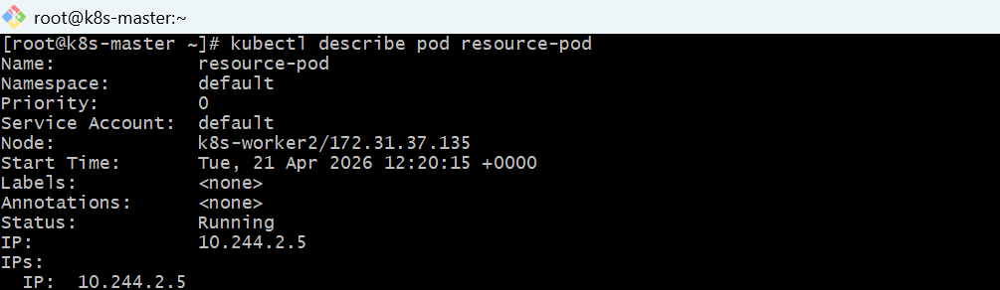 root@k8s-master:~
[root@k8s-master ~]# kubectl describe pod resource-pod
Name:             resource-pod
Namespace:        default
Priority:         0
Service Account:  default
Node:             k8s-worker2/172.31.37.135
Start Time:       Tue, 21 Apr 2026 12:20:15 +0000
Labels:           <none>
Annotations:      <none>
Status:           Running
IP:               10.244.2.5
IPs:
  IP:  10.244.2.5